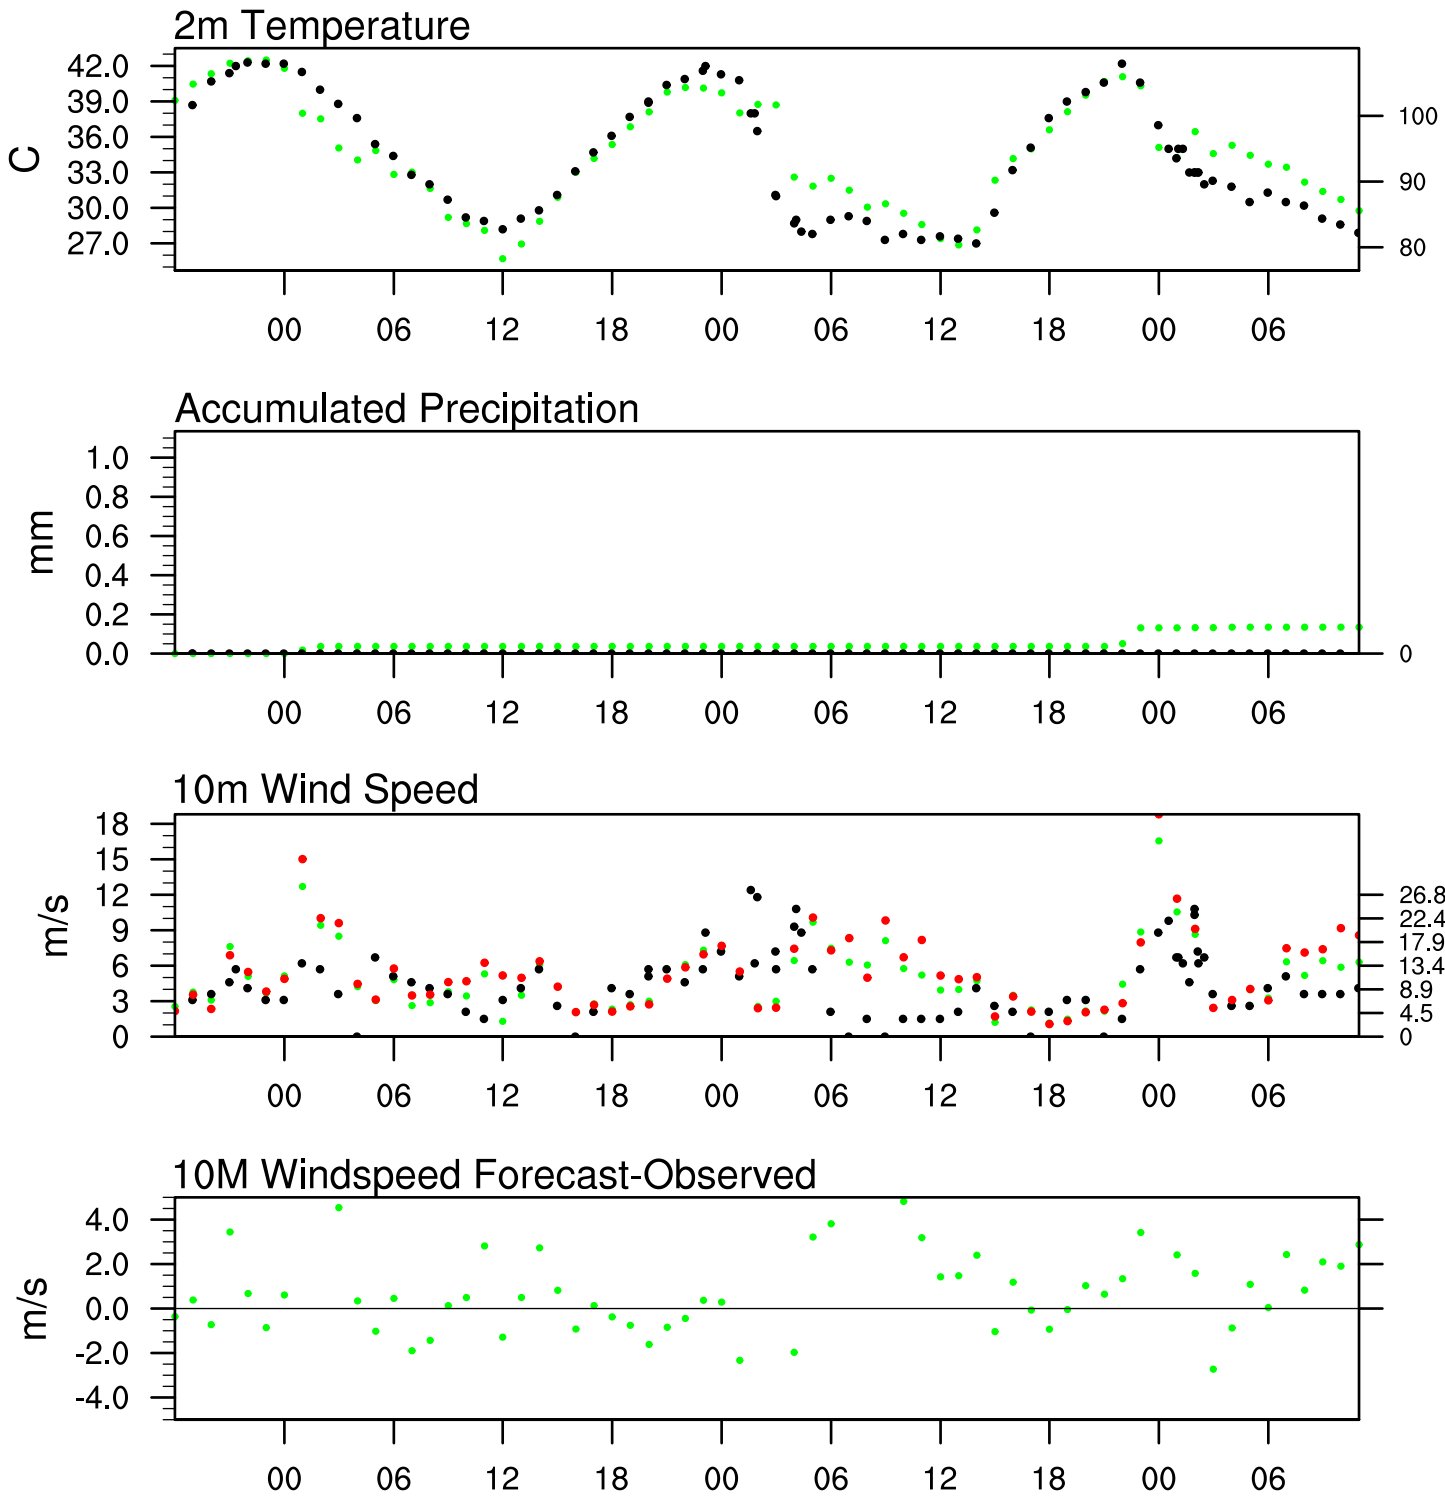 2m Temperature
42.0
39.0
36.0
33.0
30.0
27.0
C
100
90
80
00 06 12 18 00 06 12 18 00 06
Accumulated Precipitation
1.0
0.8
0.6
0.4
0.2
0.0
mm
0
00 06 12 18 00 06 12 18 00 06
10m Wind Speed
18
15
12
9
6
3
0
m/s
26.8
22.4
17.9
13.4
8.9
4.5
0
00 06 12 18 00 06 12 18 00 06
10M Windspeed Forecast-Observed
4.0
2.0
0.0
-2.0
-4.0
m/s
00 06 12 18 00 06 12 18 00 06